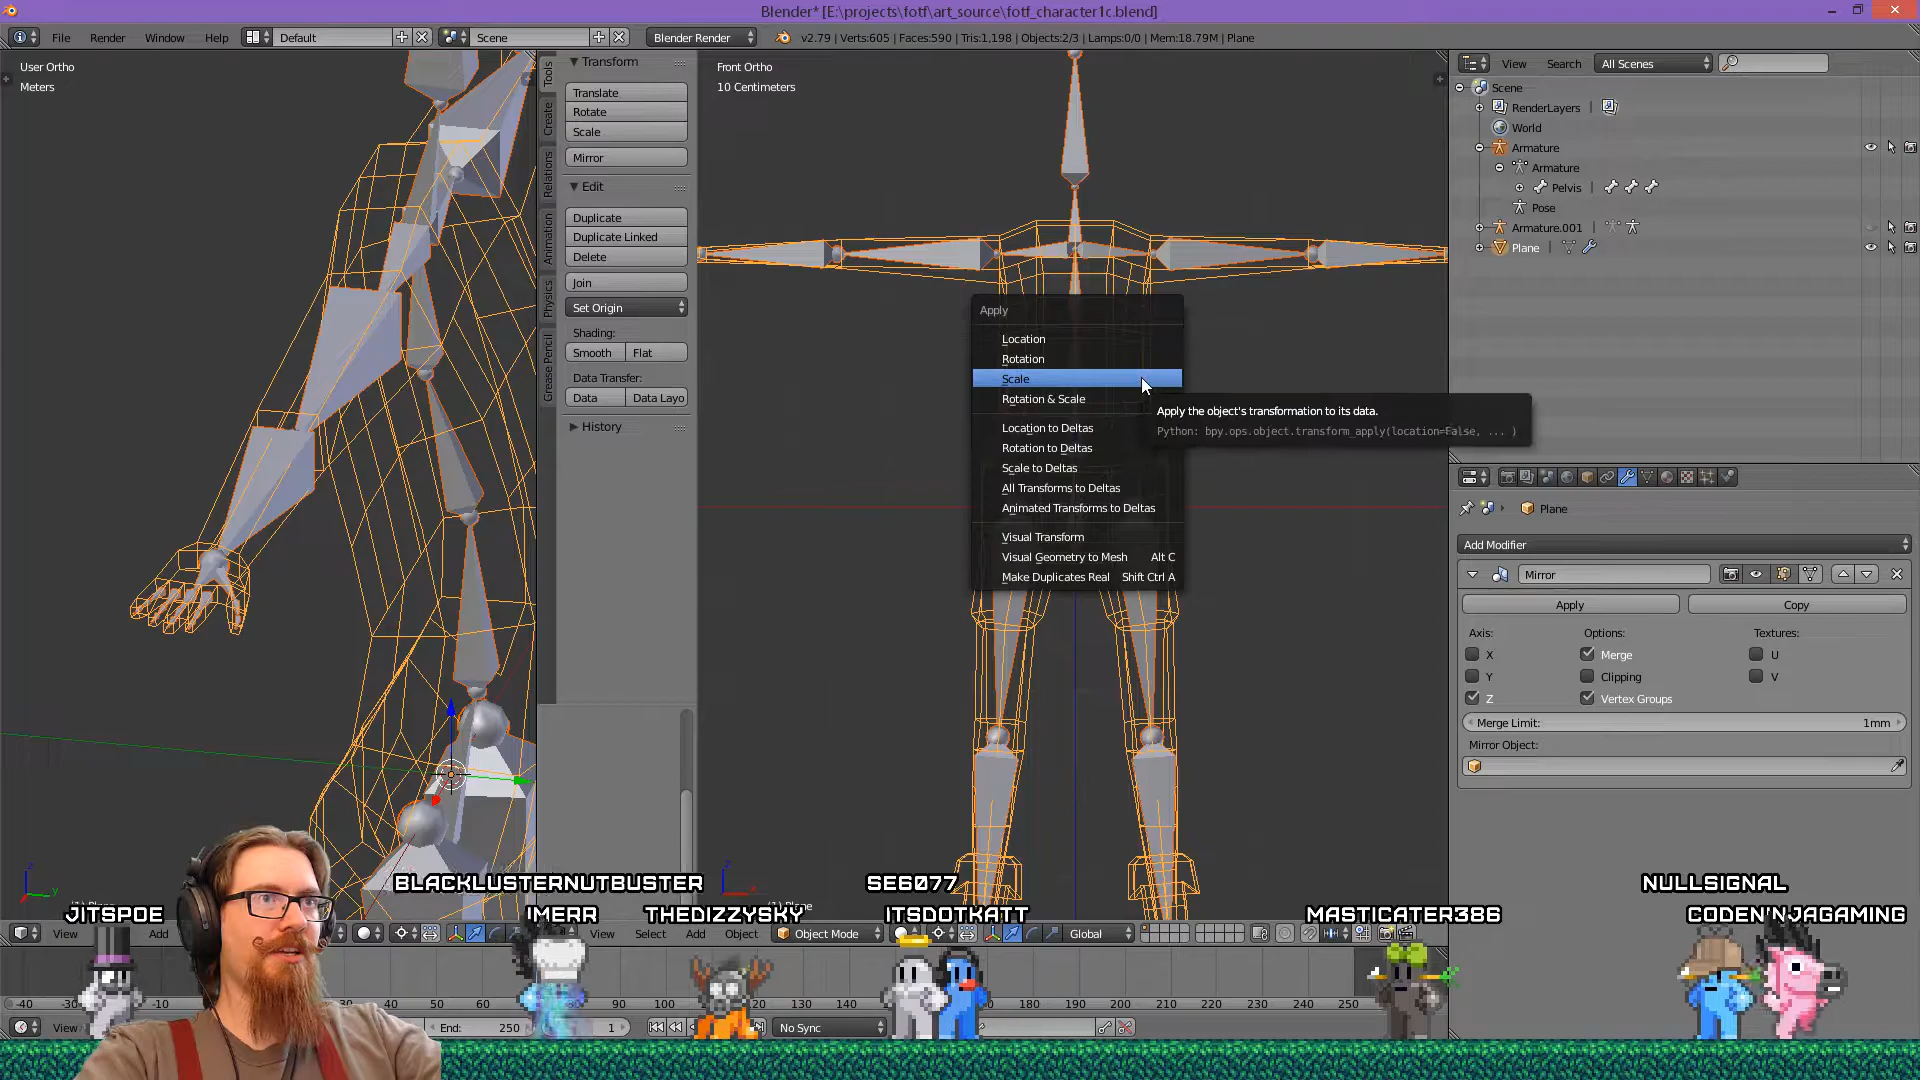 Blender* [E:\projects\fotf\art_source\fotf_character1c.blend]
File Render Window Help Default Scene Blender Render v2.79 | Verts:605 | Faces:590 | Tris:1,198 | Objects:2/3 | Lamps:0/0 | Mem:18.79M | Plane
User Ortho
Meters
Tools
Create
Relations
Animation
Physics
Grease Pencil
Transform
Translate
Rotate
Scale
Mirror
Edit
Duplicate
Duplicate Linked
Delete
Join
Set Origin
Shading:
Smooth Flat
Data Transfer:
Data Data Layo
History
Front Ortho
10 Centimeters
Apply
Location
Rotation
Scale
Rotation & Scale
Location to Deltas
Rotation to Deltas
Scale to Deltas
All Transforms to Deltas
Animated Transforms to Deltas
Visual Transform
Visual Geometry to Mesh Alt C
Make Duplicates Real Shift Ctrl A
Apply the object's transformation to its data.
Python: bpy.ops.object.transform_apply(location=False, ... )
View Search All Scenes
Scene
RenderLayers
World
Armature
Armature
Pelvis
Pose
Armature.001
Plane
Plane
Add Modifier
Mirror
Apply Copy
Axis: Options: Textures:
X Merge U
Y Clipping V
Z Vertex Groups
Merge Limit: 1mm
Mirror Object:
BLACKLUSTERNUTBUSTER SE6077 NULLSIGNAL
JITSPOE IMERR THEDIZZYSKY ITSDOTKATT MASTICATER386 CODEN'NJAGAMING
View Add View Select Add Object Object Mode Global
-40 -10 50 60 90 100 120 130 140 180 190 200 210 220 230 240 250
View End: 250 1 No Sync